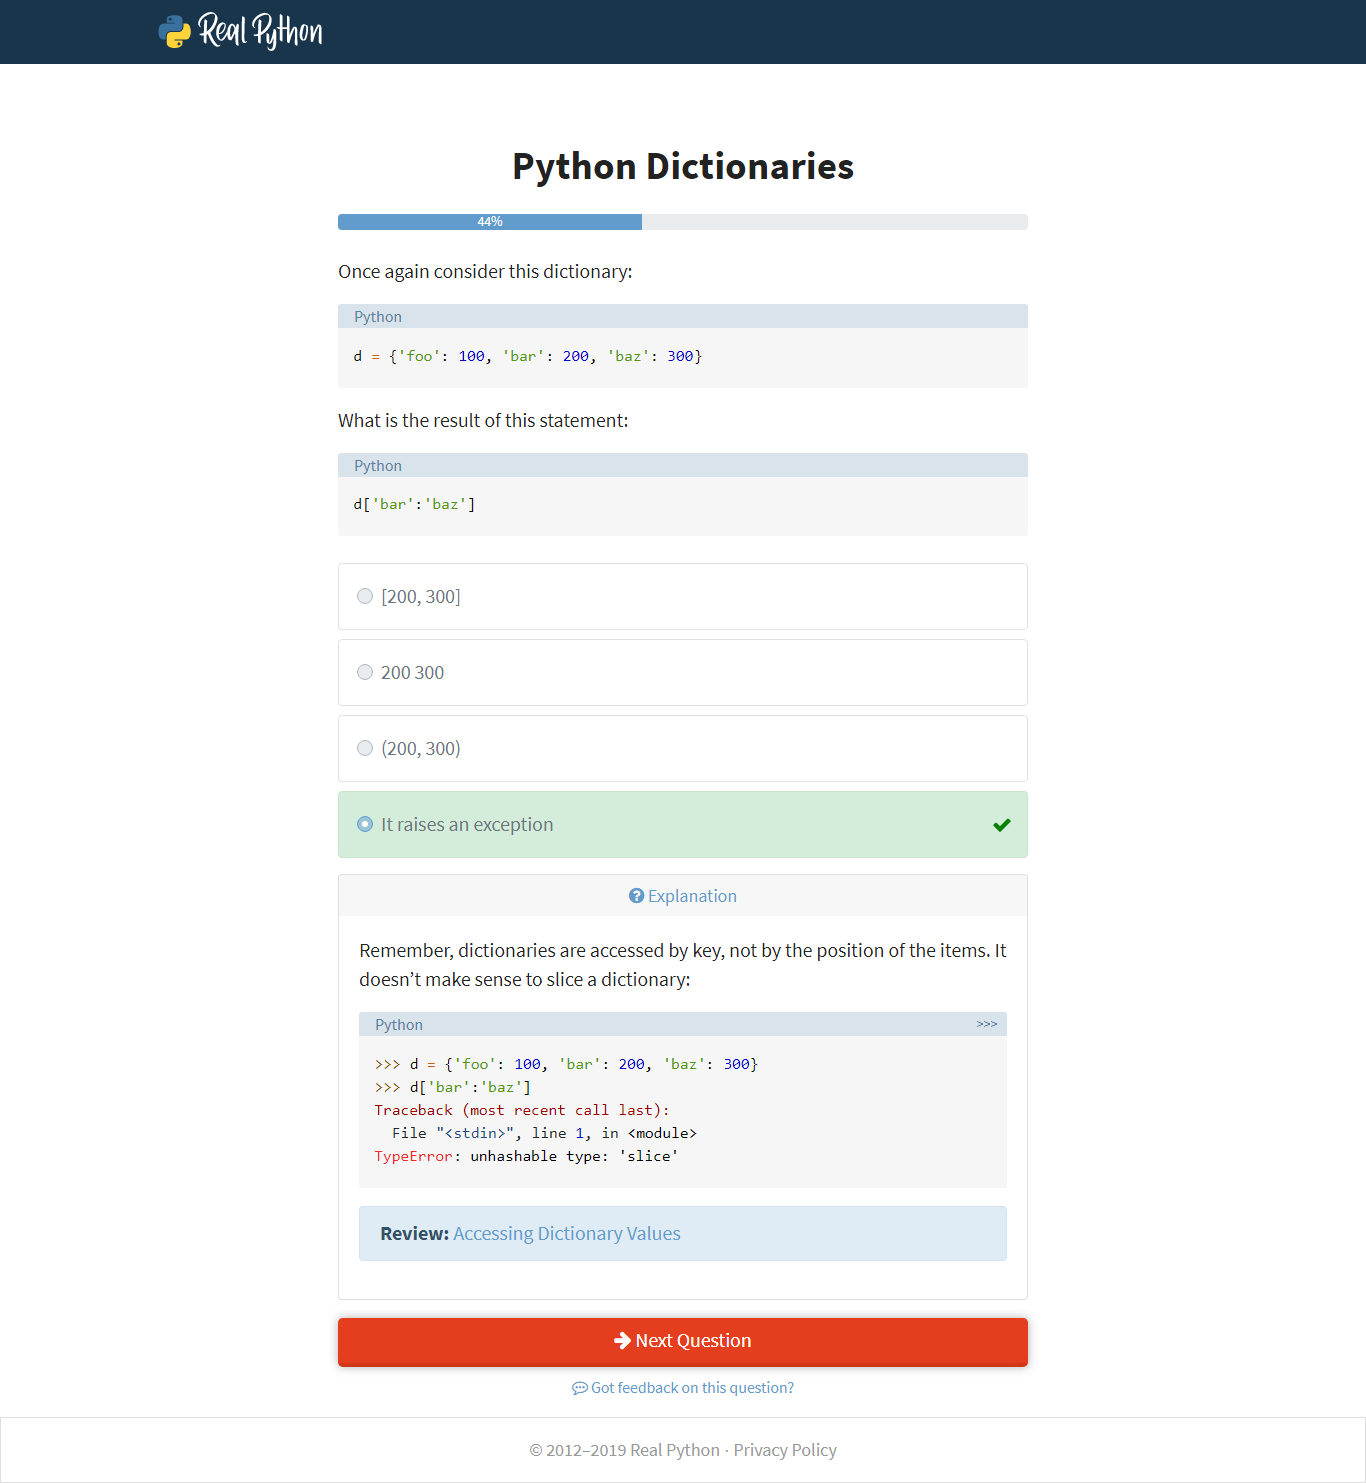 Real Python
Python Dictionaries
44%
Once again consider this dictionary:
Python
d = {'foo': 100, 'bar': 200, 'baz': 300}
What is the result of this statement:
Python
d['bar':'baz']
[200, 300]
200 300
(200, 300)
It raises an exception
Explanation
Remember, dictionaries are accessed by key, not by the position of the items. It
doesn’t make sense to slice a dictionary:
Python >>>
>>> d = {'foo': 100, 'bar': 200, 'baz': 300}
>>> d['bar':'baz']
Traceback (most recent call last):
  File "<stdin>", line 1, in <module>
TypeError: unhashable type: 'slice'
Review: Accessing Dictionary Values
Next Question
Got feedback on this question?
© 2012–2019 Real Python · Privacy Policy